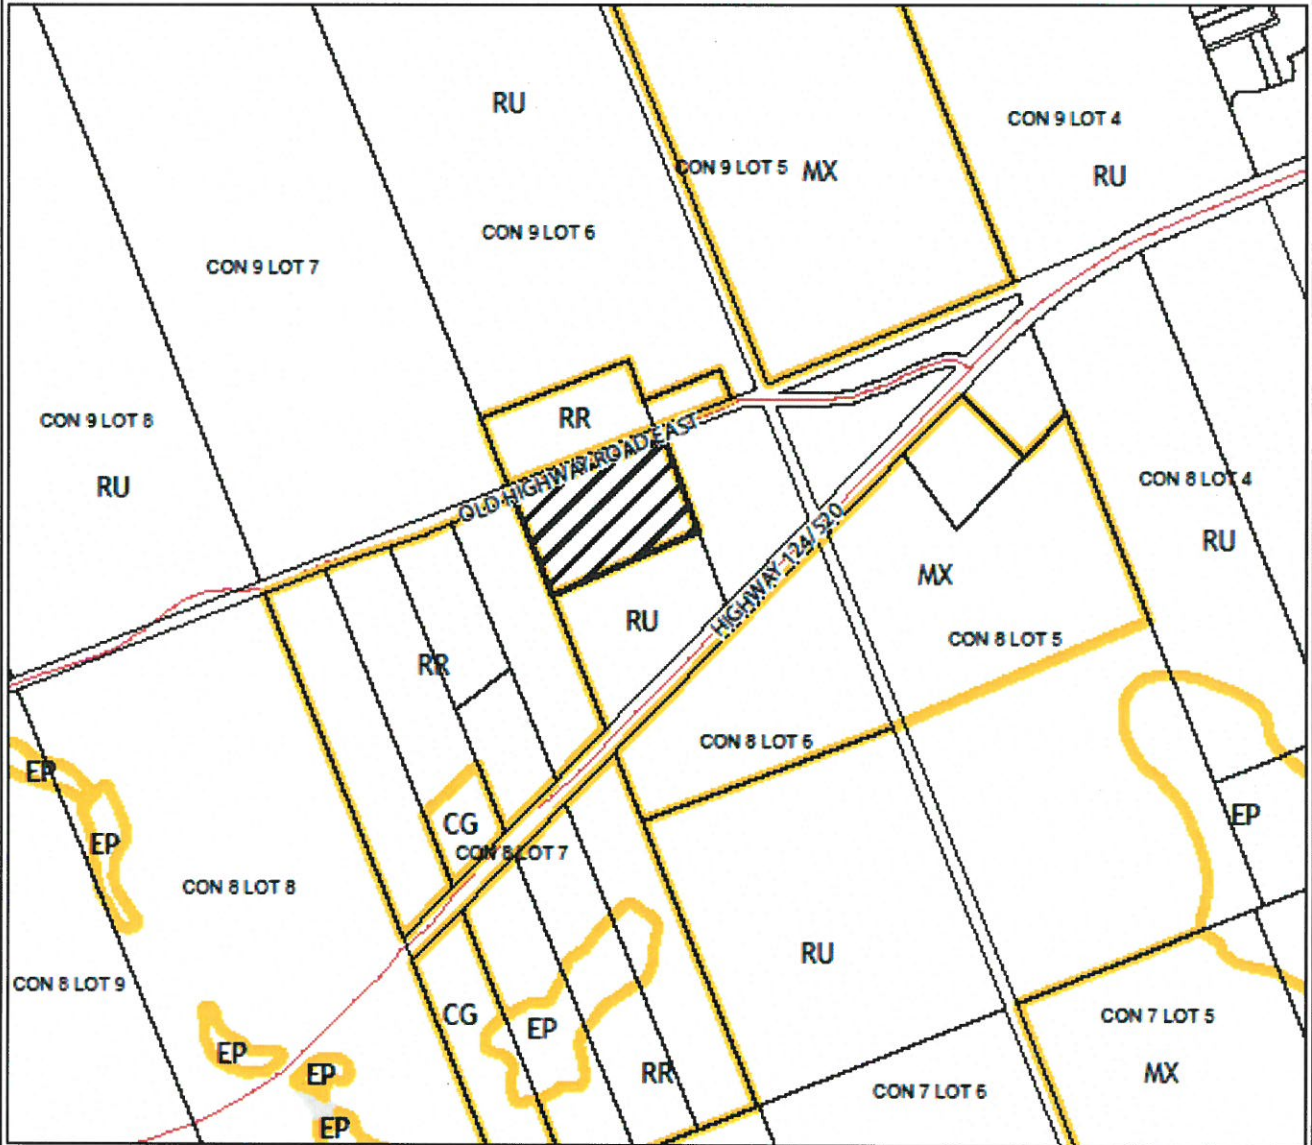 RU
CON 9 LOT 4
CON 9 LOT 5 MX
RU
CON 9 LOT 6
CON 9 LOT 7
CON 9 LOT 8
RR
OLD HIGHWAY ROAD EAST
RU
CON 8 LOT 4
RU
HIGHWAY 124/520
MX
RU
CON 8 LOT 5
RR
CON 8 LOT 6
EP
EP
CG
EP
CON 8 LOT 7
CON 8 LOT 8
RU
CON 8 LOT 9
CG
EP
CON 7 LOT 5
EP
EP
RR
MX
CON 7 LOT 6
EP